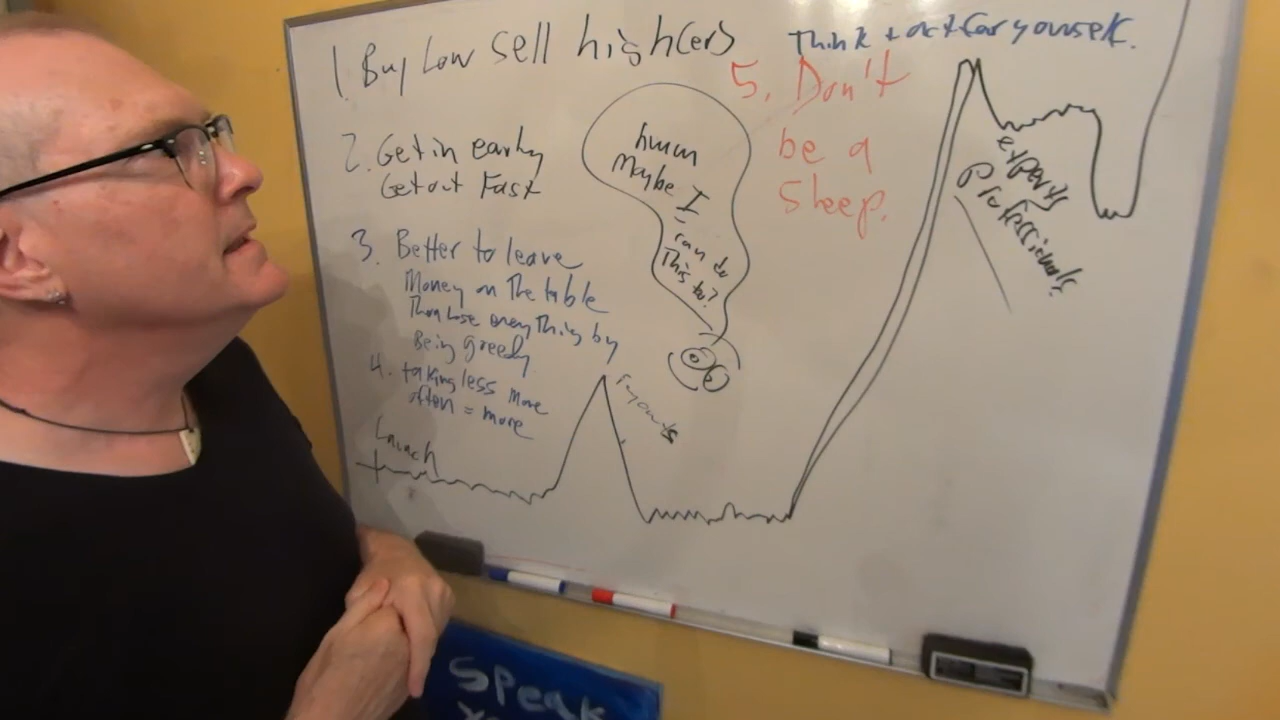 1. Buy Low sell high(er)
2. Get in early
Get out Fast
3. Better to leave
Money on The table
Then lose everything by
Being greedy
4. taking less more
often = more
Launch
humm
Maybe I
can do
This to?
5. Don't
be a
Sheep.
Think + act for yourself.
experts
Professionals
Speak